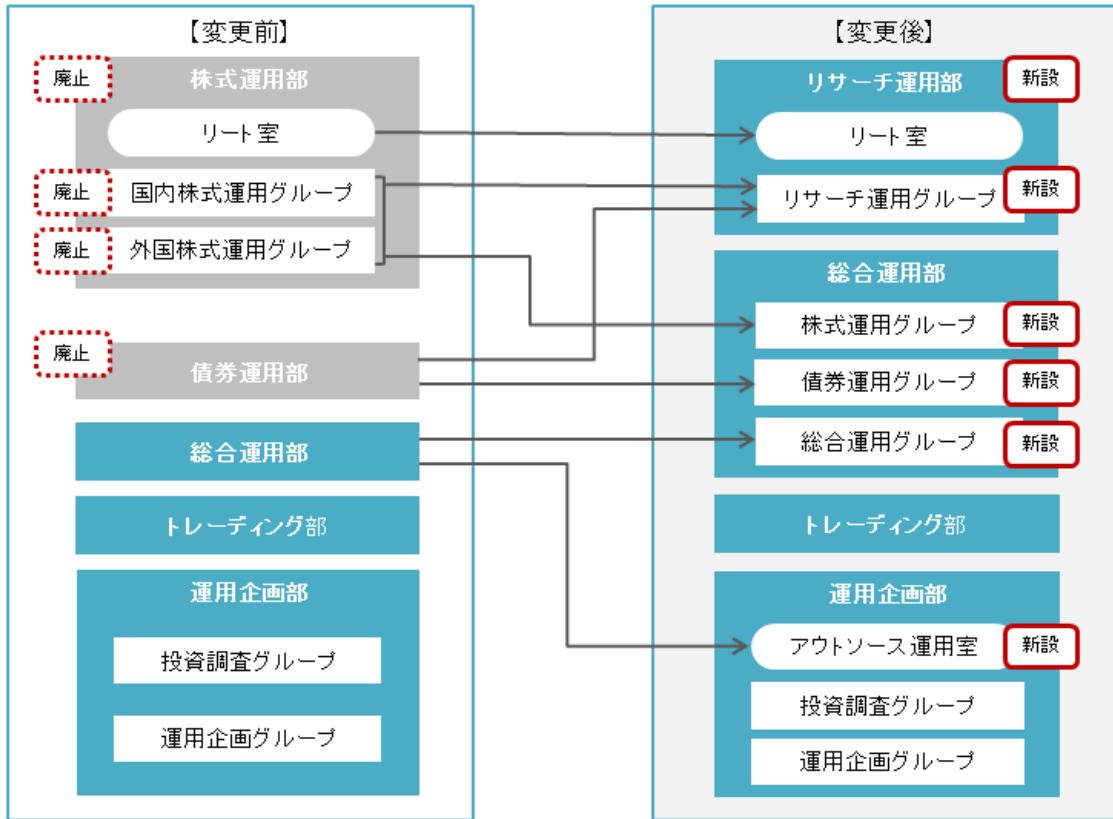 【変更前】
廃止
株式運用部
リート室
廃止
国内株式運用グループ
廃止
外国株式運用グループ
廃止
債券運用部
総合運用部
トレーディング部
運用企画部
投資調査グループ
運用企画グループ
【変更後】
リサーチ運用部
新設
リート室
リサーチ運用グループ
新設
総合運用部
株式運用グループ
新設
債券運用グループ
新設
総合運用グループ
新設
トレーディング部
運用企画部
アウトソース運用室
新設
投資調査グループ
運用企画グループ